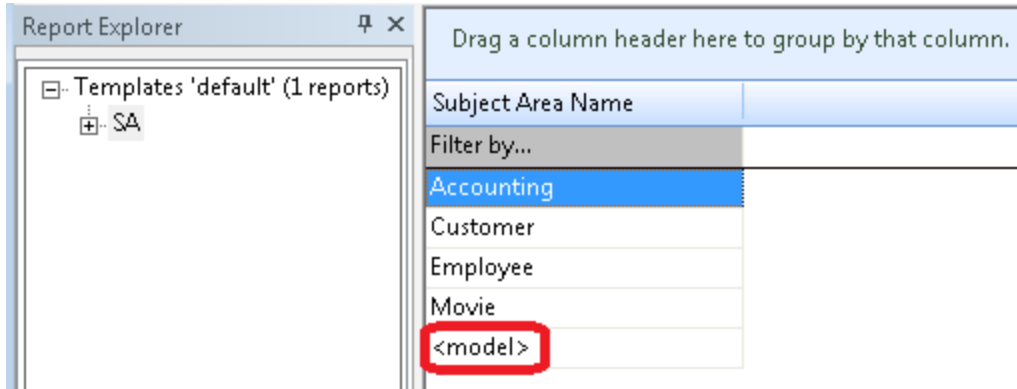 Report Explorer
Templates 'default' (1 reports)
SA
Drag a column header here to group by that column.
Subject Area Name
Filter by...
Accounting
Customer
Employee
Movie
<model>